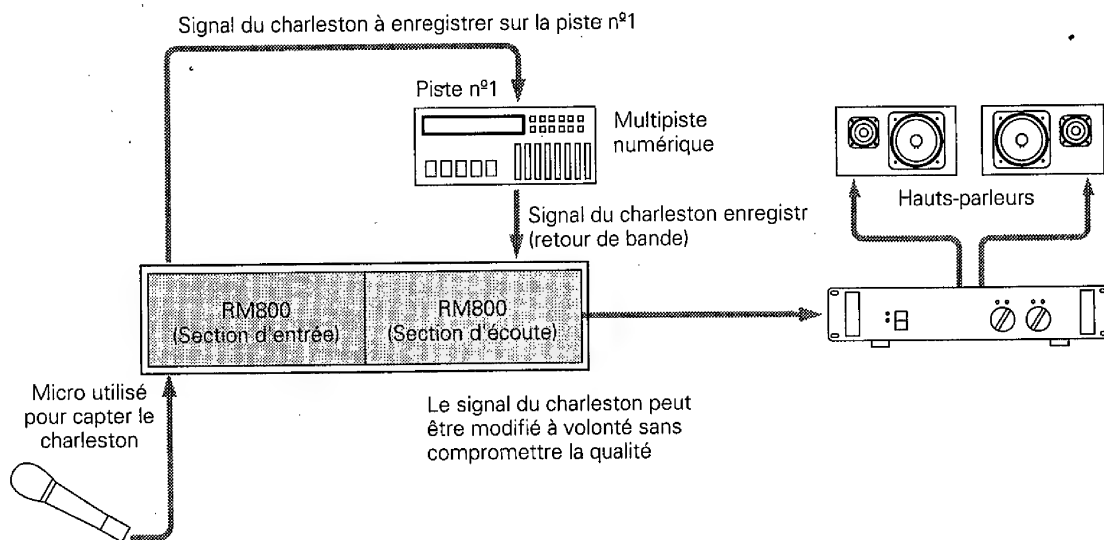 Signal du charleston à enregistrer sur la piste nº1
Piste nº1
Multipiste
numérique
Hauts-parleurs
Signal du charleston enregistr
(retour de bande)
RM800
(Section d'entrée)
RM800
(Section d'écoute)
Micro utilisé
pour capter le
charleston
Le signal du charleston peut
être modifié à volonté sans
compromettre la qualité